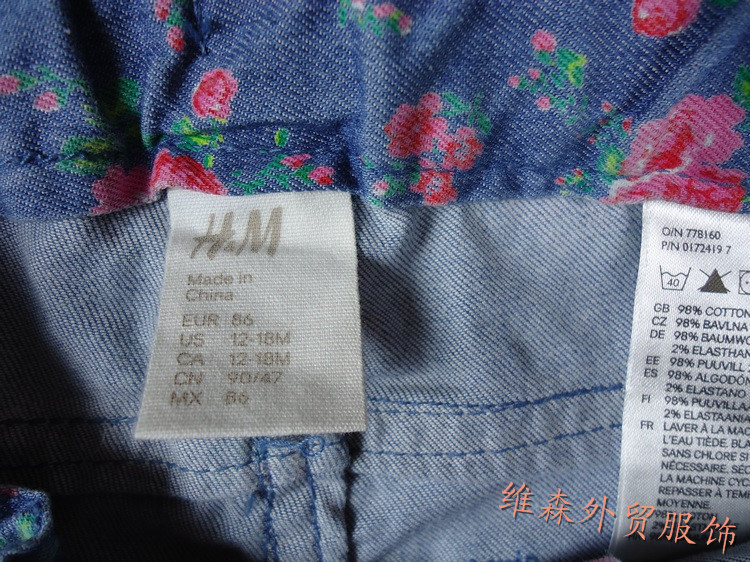 H&M
Made in
China
EUR 86
US 12-18M
CA 12-18M
CN 90/47
MX 86
O/N 778160
P/N 0172419 7
40
GB 98% COTTON
CZ 98% BAVLNA
DE 98% BAUMWO
2% ELASTHAN
EE 98% PUUVILL
ES 98% ALGODÓN
2% ELASTANO
FI 98% PUUVILLA
2% ELASTAANIA
FR LAVER À LA MAC
L'EAU TIÈDE. BLAN
SANS CHLORE SI
NÉCESSAIRE. SÉC
LA MACHINE CYC
REPASSER À TEMP
MOYENNE.
维森外贸服饰